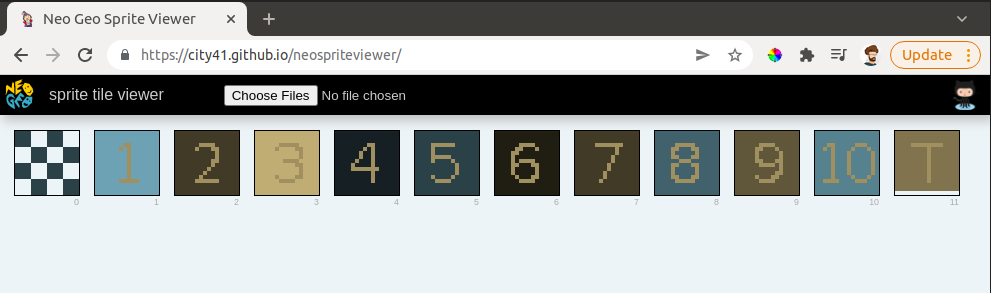 Neo Geo Sprite Viewer
https://city41.github.io/neospriteviewer/
Update
NEO
GEO
sprite tile viewer
Choose Files
No file chosen
1 2 3 4 5 6 7 8 9 10 T
0 1 2 3 4 5 6 7 8 9 10 11